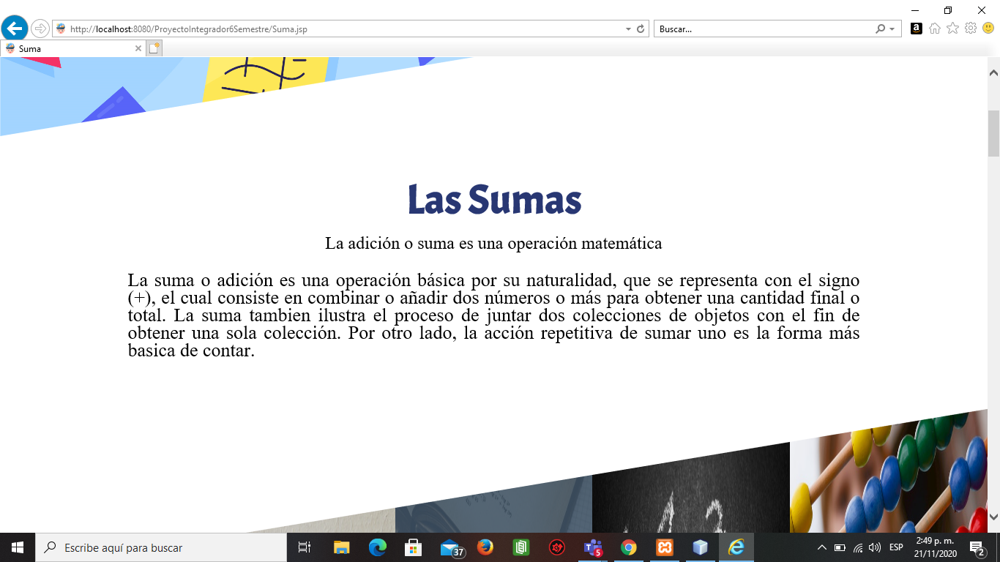 http://localhost:8080/ProyectoIntegrador6Semestre/Suma.jsp
Buscar...
Suma
Las Sumas
La adición o suma es una operación matemática
La suma o adición es una operación básica por su naturalidad, que se representa con el signo
(+), el cual consiste en combinar o añadir dos números o más para obtener una cantidad final o
total. La suma tambien ilustra el proceso de juntar dos colecciones de objetos con el fin de
obtener una sola colección. Por otro lado, la acción repetitiva de sumar uno es la forma más
basica de contar.
Escribe aquí para buscar
37
5
ESP
2:49 p. m.
21/11/2020
2